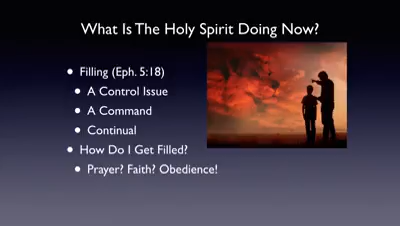 What Is The Holy Spirit Doing Now?
• Filling (Eph. 5:18)
• A Control Issue
• A Command
• Continual
• How Do I Get Filled?
• Prayer? Faith? Obedience!